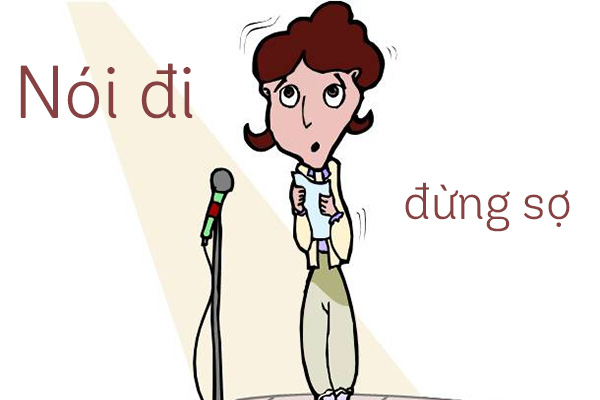 Nói đi
đừng sợ